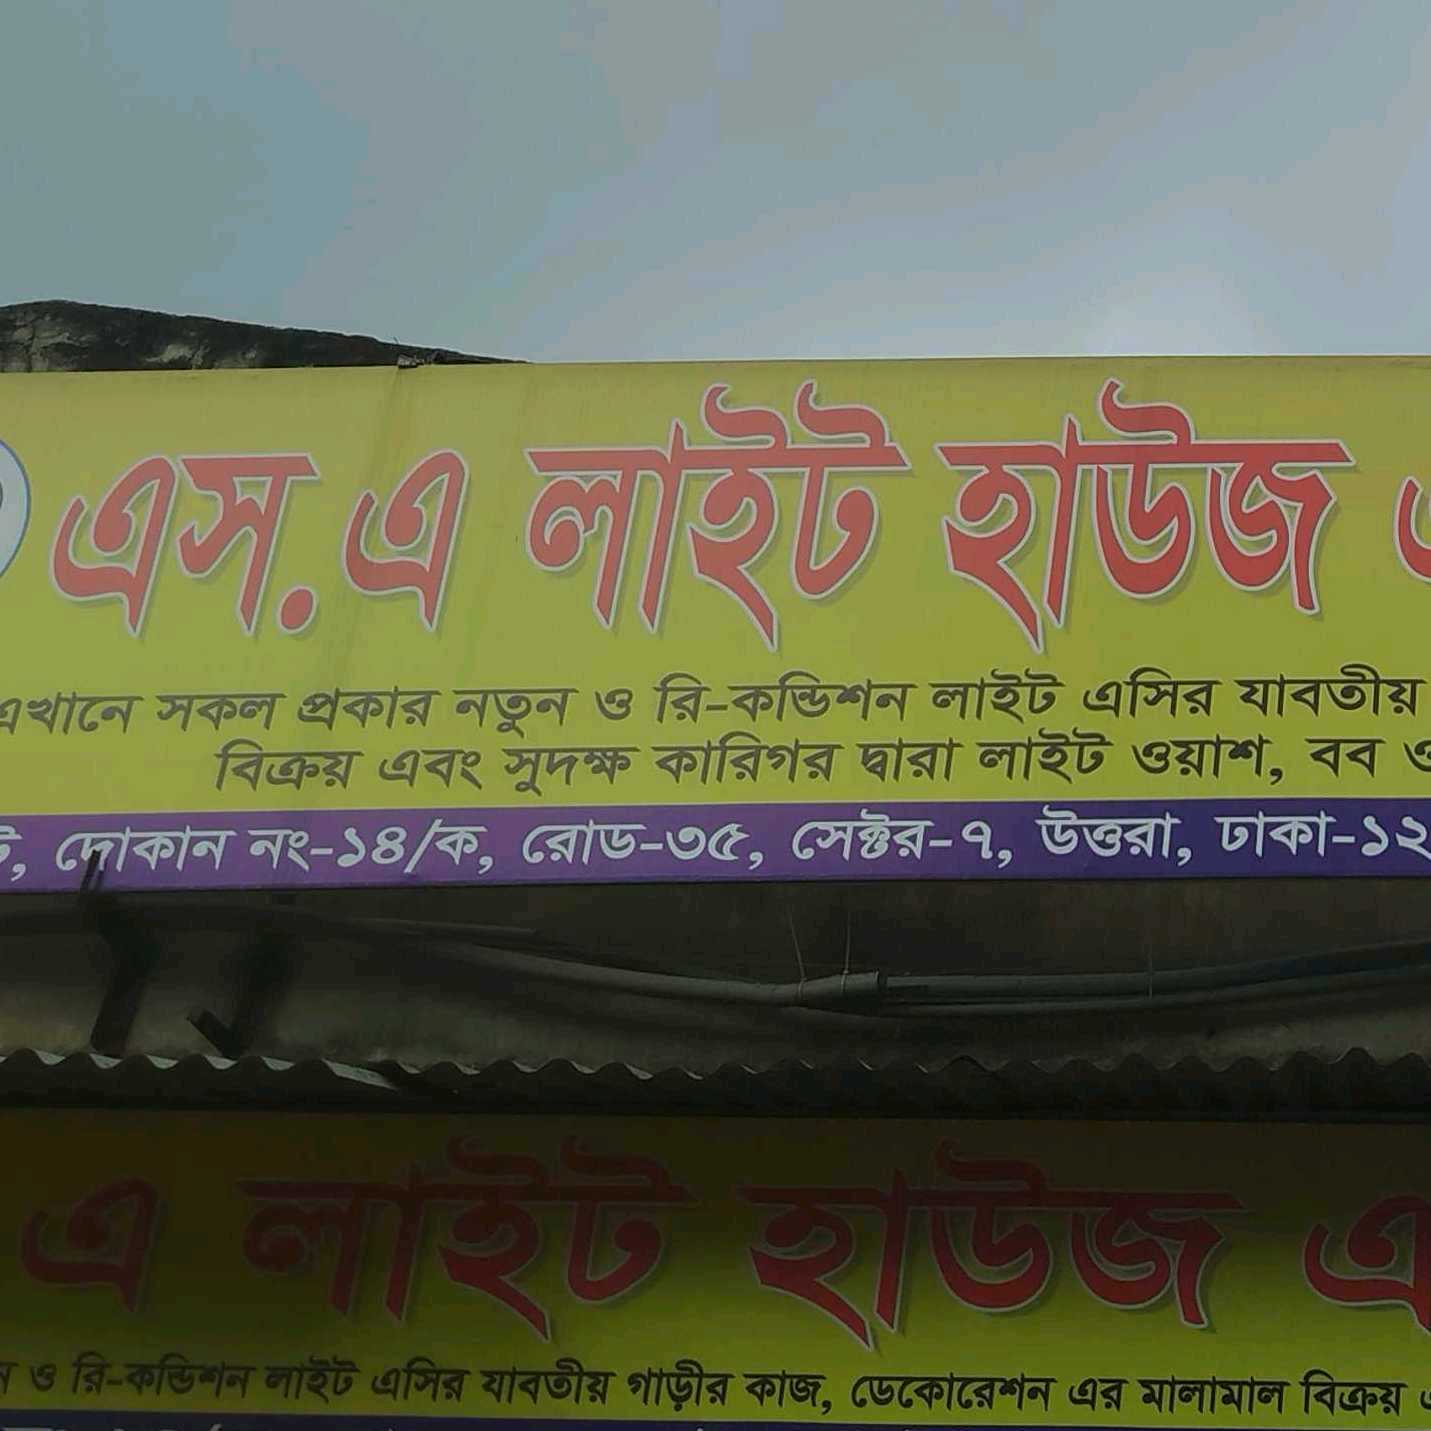 এস.এ লাইট হাউজ
এখানে সকল প্রকার নতুন ও রি-কন্ডিশন লাইট এসির যাবতীয়
বিক্রয় এবং সুদক্ষ কারিগর দ্বারা লাইট ওয়াশ, বব ও
দোকান নং-১৪/ক, রোড-৩৫, সেক্টর-৭, উত্তরা, ঢাকা-১২
এ লাইট হাউজ এ
ও রি-কন্ডিশন লাইট এসির যাবতীয় গাড়ীর কাজ, ডেকোরেশন এর মালামাল বিক্রয়